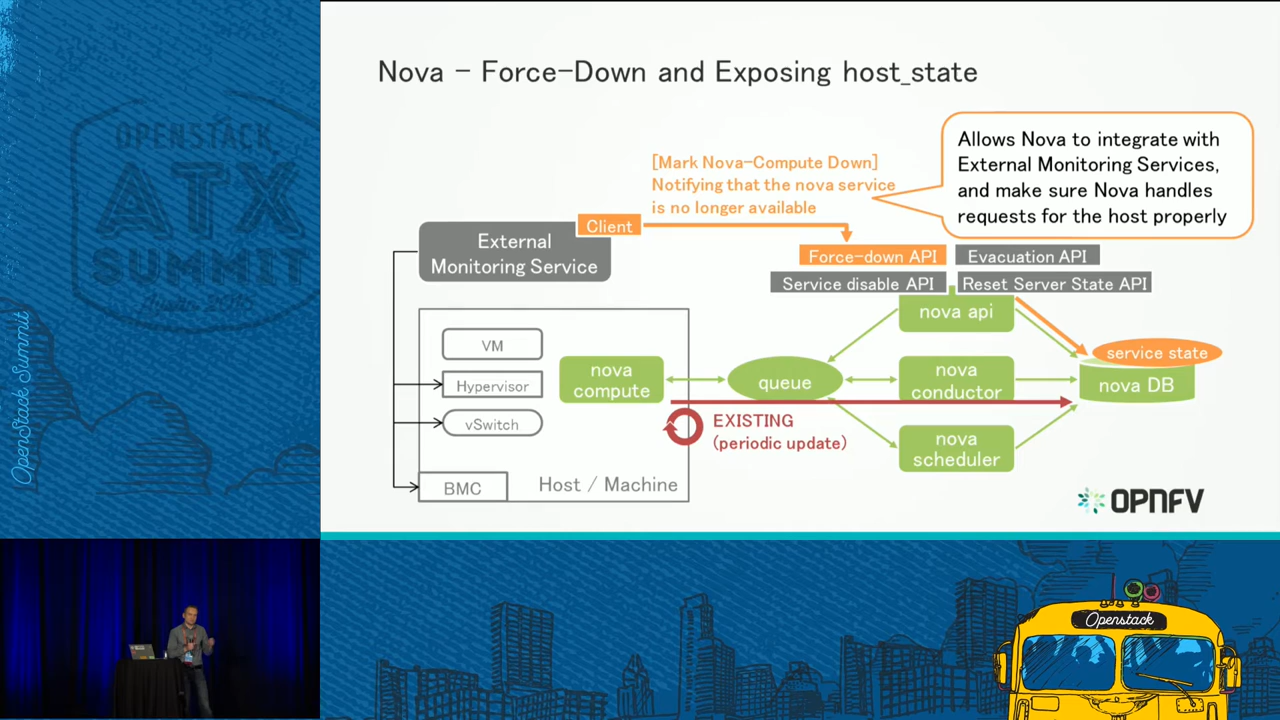 Nova - Force-Down and Exposing host_state
OPENSTACK
ATX
SUMMIT
Austin
OpenStack Summit
Allows Nova to integrate with
External Monitoring Services,
and make sure Nova handles
requests for the host properly
[Mark Nova-Compute Down]
Notifying that the nova service
is no longer available
Client
External
Monitoring Service
Force-down API
Evacuation API
Service disable API
Reset Server State API
nova api
VM
Hypervisor
vSwitch
BMC
Host / Machine
nova
compute
queue
nova
conductor
service state
nova DB
EXISTING
(periodic update)
nova
scheduler
OPNFV
Openstack